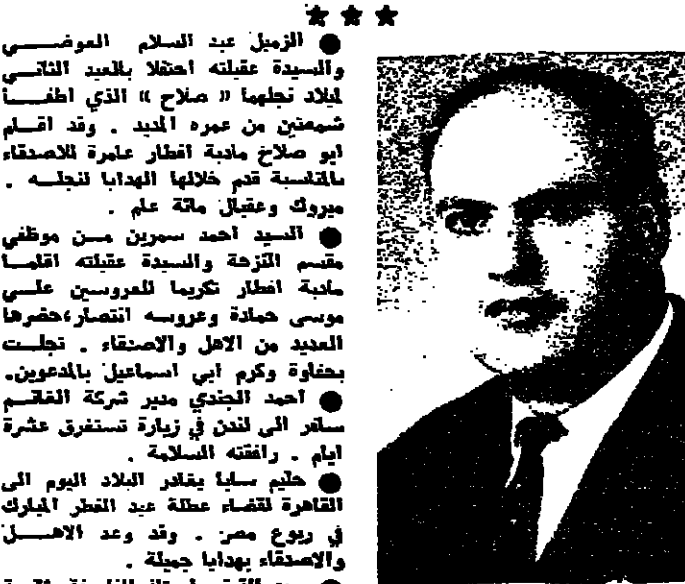 ★ ★ ★
● الزميل عبد السلام العوضي
والسيدة عقيلته احتفلا بالعيد الثاني
لميلاد نجلهما « صلاح » الذي اطفأ
شمعتين من عمره المديد . وقد اقام
ابو صلاح مادبة افطار عامرة للاصدقاء
بالمناسبة قدم خلالها الهدايا لنجله .
مبروك وعقبال مائة عام .
● السيد احمد سمرين من موظفي
مقسم النزهة والسيدة عقيلته اقاما
مادبة افطار تكريما للعروسين علي
موسى حمادة وعروسه انتصار، حضرها
العديد من الاهل والاصدقاء . تجلت
بحفاوة وكرم ابي اسماعيل بالمدعوين.
● احمد الجندي مدير شركة الغانم
سافر الى لندن في زيارة تستغرق عشرة
ايام . رافقته السلامة .
● حليم سابا يغادر البلاد اليوم الى
القاهرة لقضاء عطلة عيد الفطر المبارك
في ربوع مصر . وقد وعد الاهل
والاصدقاء بهدايا جميلة .